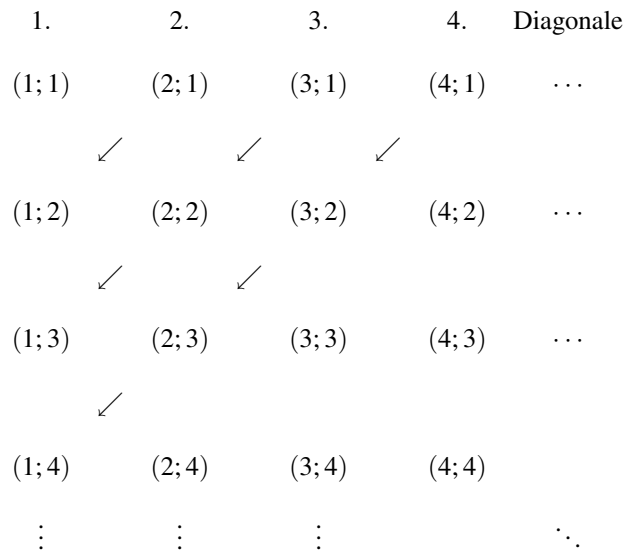 1. 2. 3. 4. Diagonale
(1;1) (2;1) (3;1) (4;1) ⋯
↙ ↙ ↙
(1;2) (2;2) (3;2) (4;2) ⋯
↙ ↙
(1;3) (2;3) (3;3) (4;3) ⋯
↙
(1;4) (2;4) (3;4) (4;4)
⋮ ⋮ ⋮ ⋱